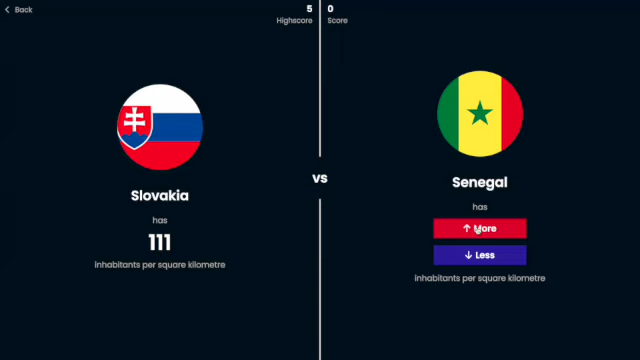 Back
5
Highscore
0
Score
Slovakia
has
111
inhabitants per square kilometre
VS
Senegal
has
↑ More
↓ Less
inhabitants per square kilometre